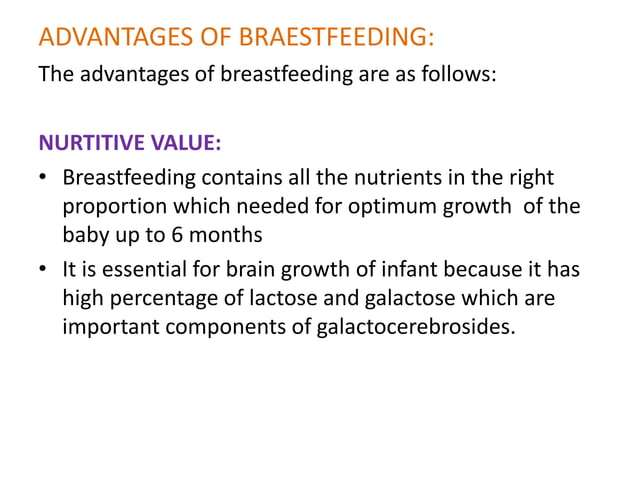 ADVANTAGES OF BRAESTFEEDING:
The advantages of breastfeeding are as follows:
NURTITIVE VALUE:
• Breastfeeding contains all the nutrients in the right
proportion which needed for optimum growth  of the
baby up to 6 months
• It is essential for brain growth of infant because it has
high percentage of lactose and galactose which are
important components of galactocerebrosides.